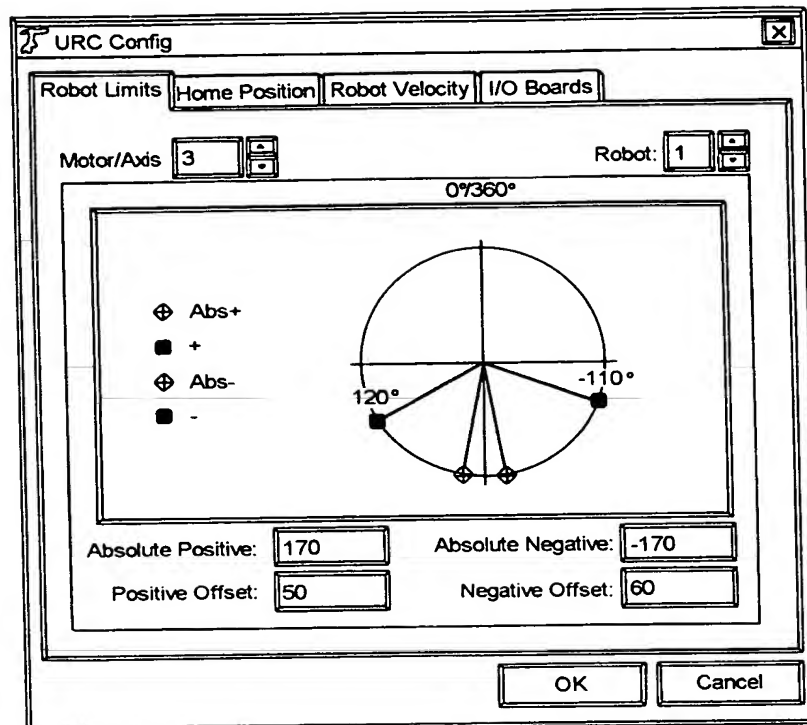 URC Config
Robot Limits Home Position Robot Velocity I/O Boards
Motor/Axis 3 Robot: 1
0°/360°
Abs+
+
Abs-
-
120°
-110°
Absolute Positive: 170 Absolute Negative: -170
Positive Offset: 50 Negative Offset: 60
OK Cancel